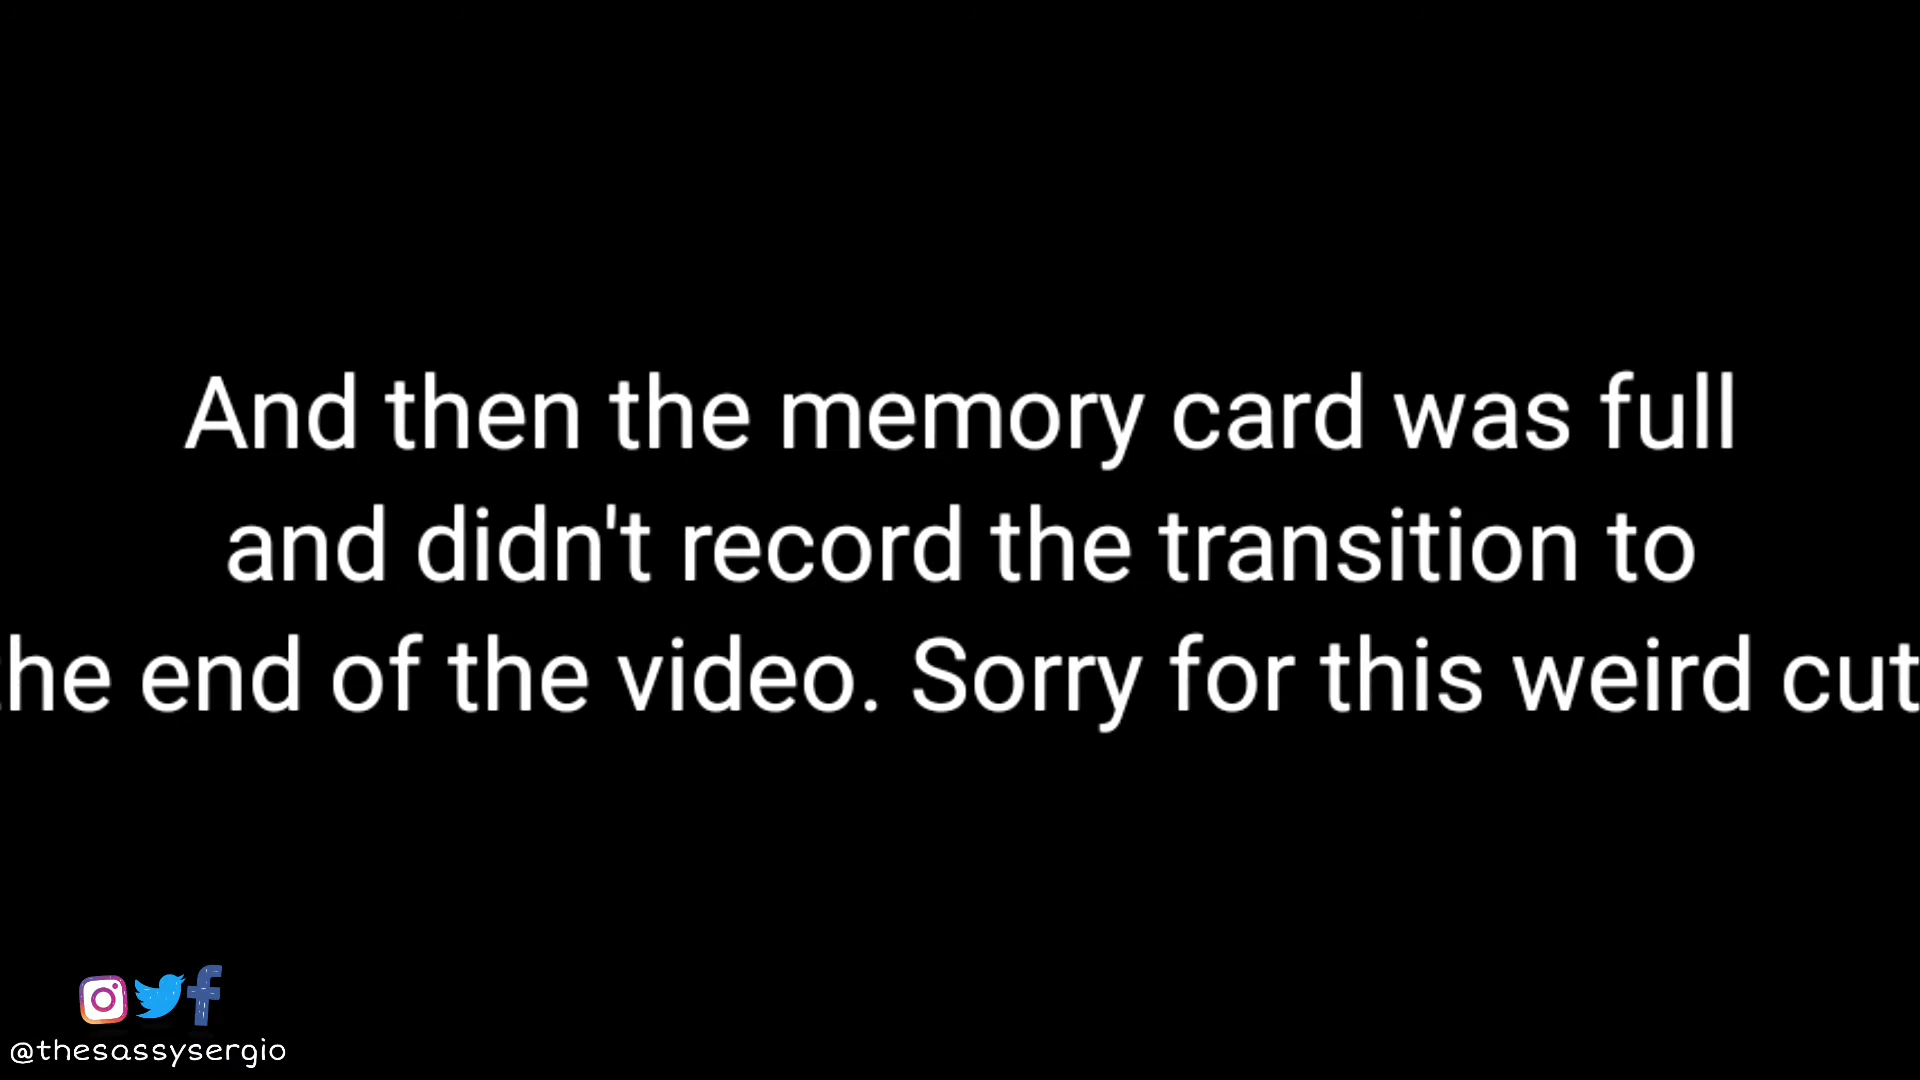 And then the memory card was full
and didn't record the transition to
he end of the video. Sorry for this weird cut
@thesassysergio